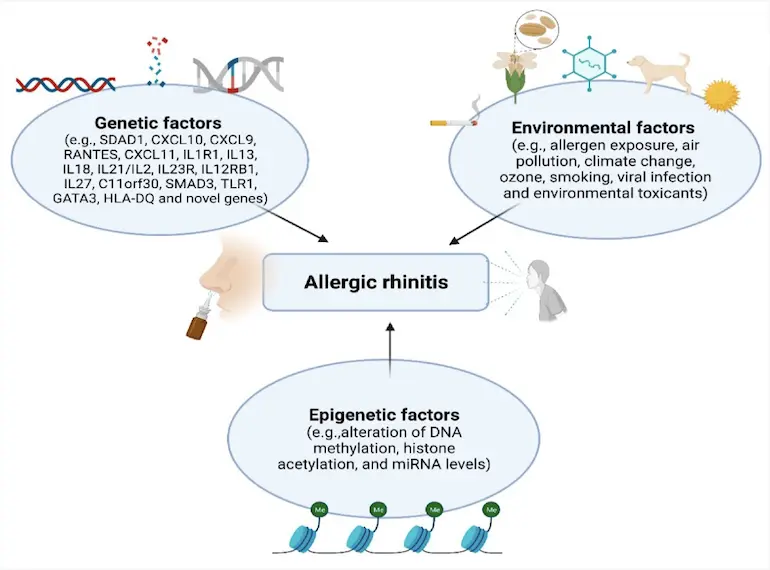 Genetic factors
(e.g., SDAD1, CXCL10, CXCL9,
RANTES, CXCL11, IL1R1, IL13,
IL18, IL21/IL2, IL23R, IL12RB1,
IL27, C11orf30, SMAD3, TLR1,
GATA3, HLA-DQ and novel genes)
Environmental factors
(e.g., allergen exposure, air
pollution, climate change,
ozone, smoking, viral infection
and environmental toxicants)
Allergic rhinitis
Epigenetic factors
(e.g.,alteration of DNA
methylation, histone
acetylation, and miRNA levels)
Me Me Me Me